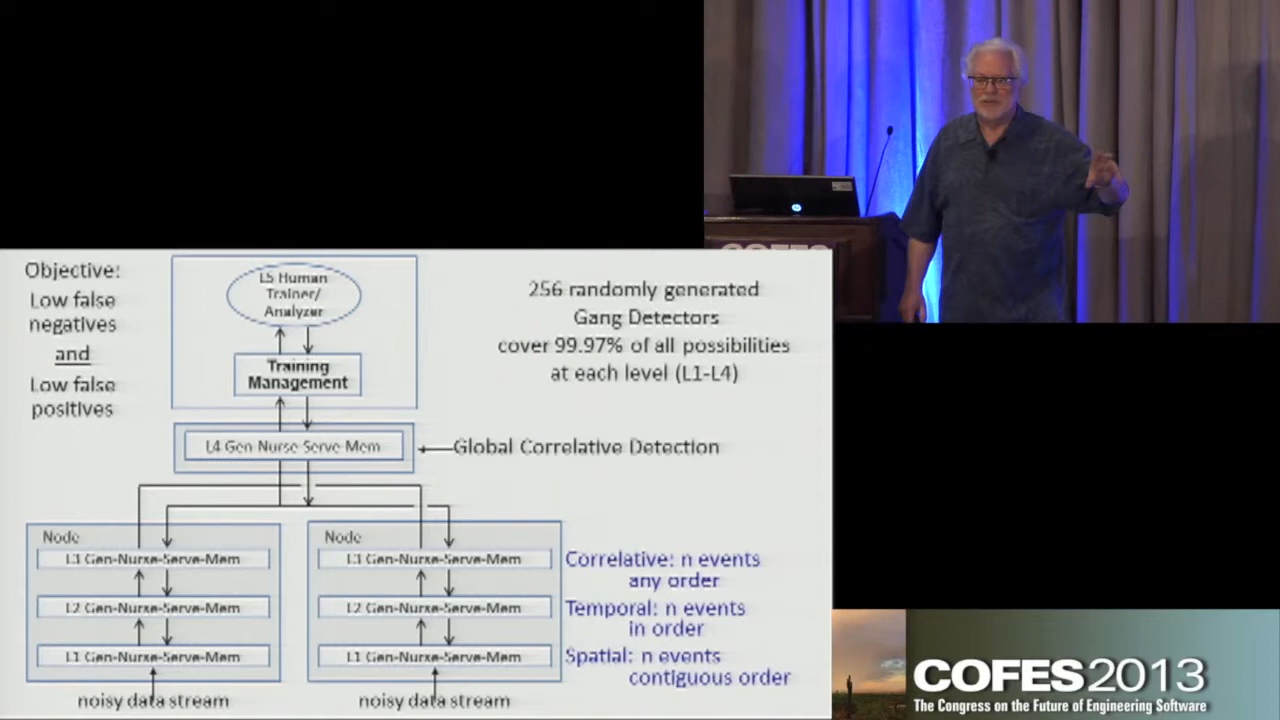 COFES
Objective:
Low false
negatives
and
Low false
positives
L5 Human
Trainer/
Analyzer
Training
Management
256 randomly generated
Gang Detectors
cover 99.97% of all possibilities
at each level (L1-L4)
L4 Gen-Nurse-Serve-Mem
Global Correlative Detection
Node
L3 Gen-Nurse-Serve-Mem
L2 Gen-Nurse-Serve-Mem
L1 Gen-Nurse-Serve-Mem
noisy data stream
Node
L3 Gen-Nurse-Serve-Mem
L2 Gen-Nurse-Serve-Mem
L1 Gen-Nurse-Serve-Mem
noisy data stream
Correlative: n events
any order
Temporal: n events
in order
Spatial: n events
contiguous order
COFES2013
The Congress on the Future of Engineering Software